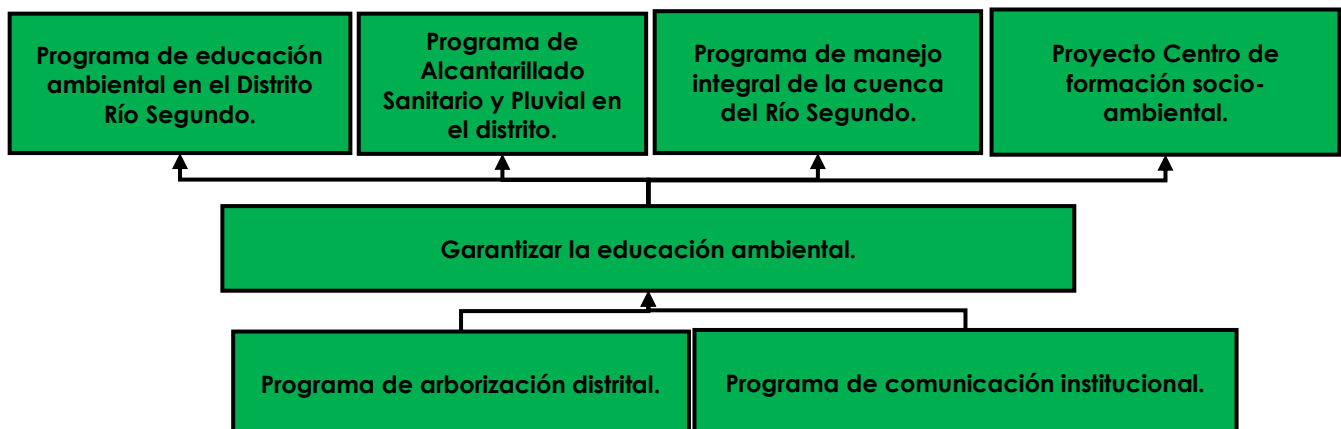 Programa de educación
ambiental en el Distrito
Río Segundo.
Programa de
Alcantarillado
Sanitario y Pluvial en
el distrito.
Programa de manejo
integral de la cuenca
del Río Segundo.
Proyecto Centro de
formación socio-
ambiental.
Garantizar la educación ambiental.
Programa de arborización distrital.
Programa de comunicación institucional.